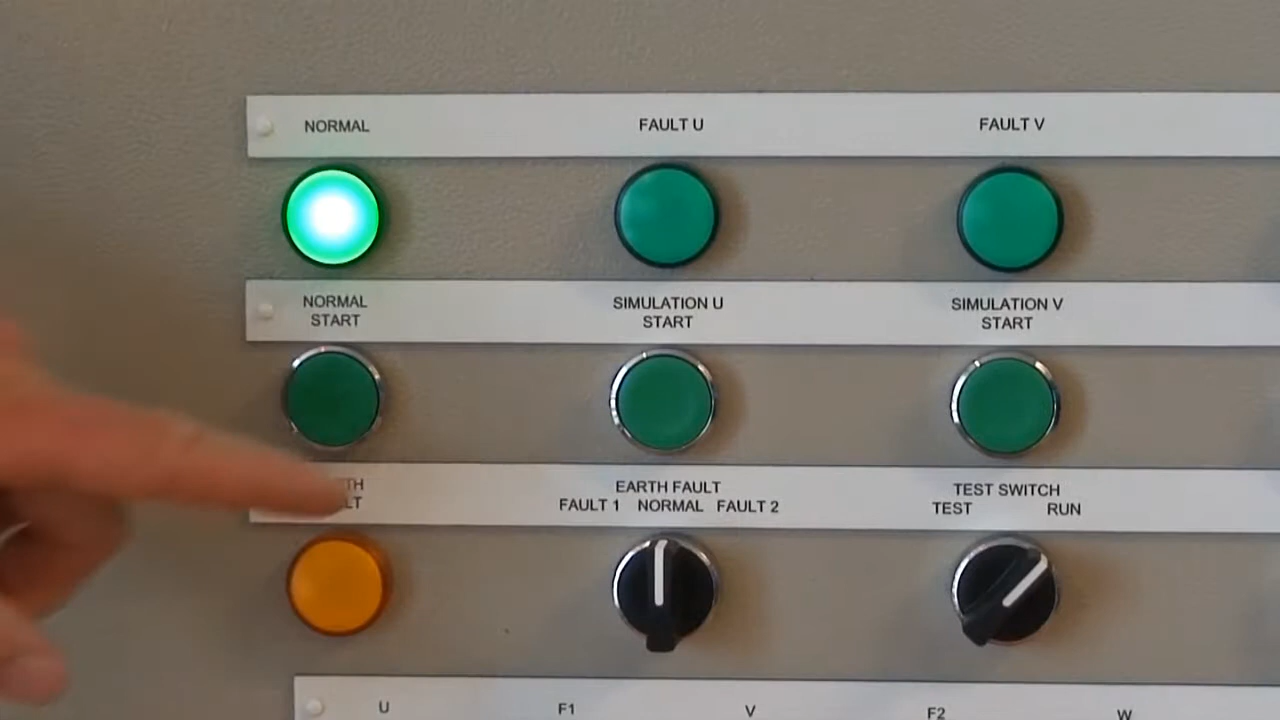 NORMAL FAULT U FAULT V
NORMAL SIMULATION U SIMULATION V
START START START
EARTH FAULT TEST SWITCH
FAULT 1 NORMAL FAULT 2 TEST RUN
U F1 V F2 W